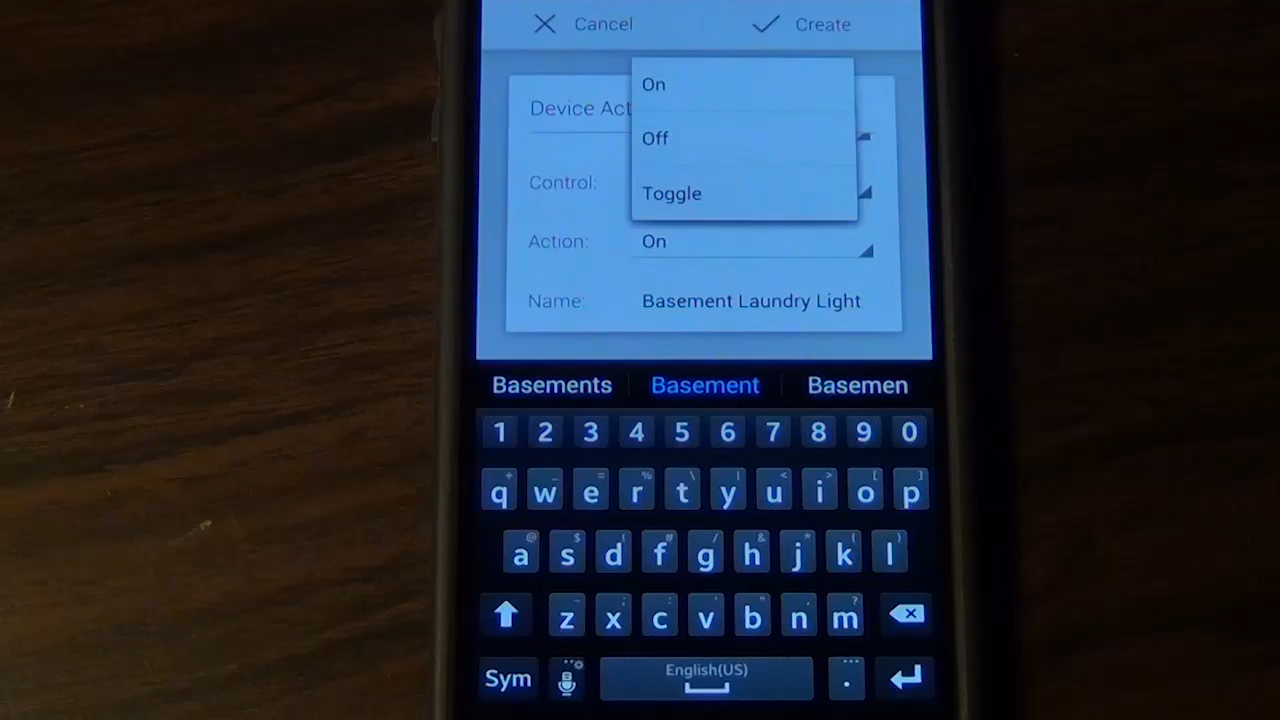 Cancel
Create
On
Device Act
Off
Control:
Toggle
Action: On
Name: Basement Laundry Light
Basements Basement Basemen
1 2 3 4 5 6 7 8 9 0
q w e r t y u i o p
a s d f g h j k l
z x c v b n m
Sym English(US) .